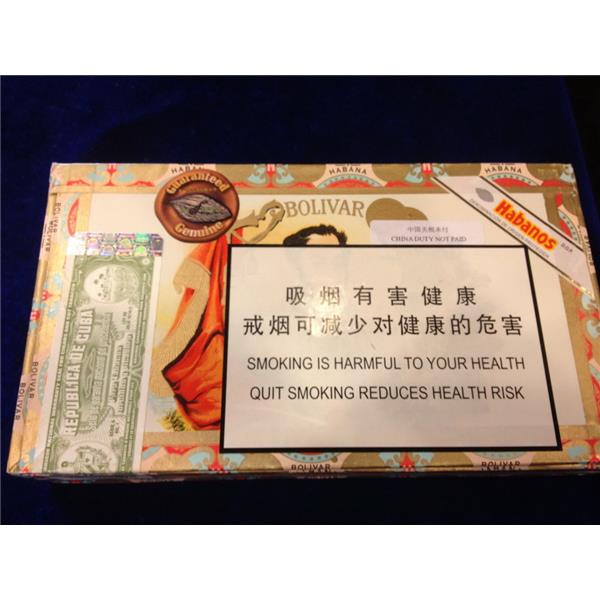 HABANA
Guaranteed
Genuine
BOLIVAR
Habanos
中国关税未付
CHINA DUTY NOT PAID
吸烟有害健康
戒烟可减少对健康的危害
SMOKING IS HARMFUL TO YOUR HEALTH
QUIT SMOKING REDUCES HEALTH RISK
REPUBLICA DE CUBA
BOLIVAR
BOLIVAR
BOLIVAR
BOLIVAR
HABANA